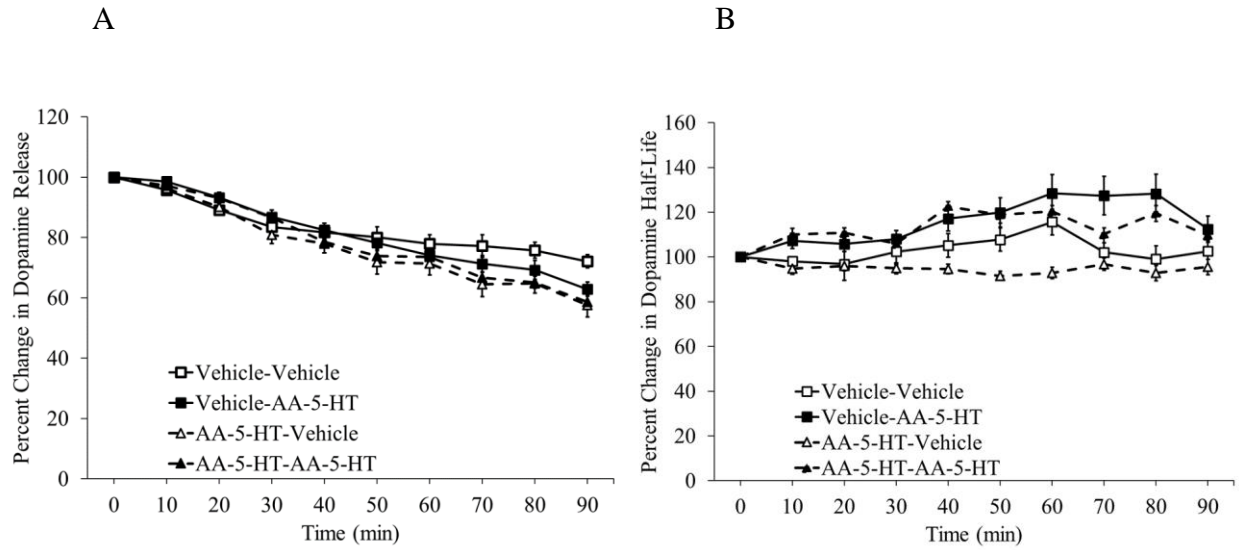 A
B
Percent Change in Dopamine Release
120
100
80
60
40
20
0
Vehicle-Vehicle
Vehicle-AA-5-HT
AA-5-HT-Vehicle
AA-5-HT-AA-5-HT
0 10 20 30 40 50 60 70 80 90
Time (min)
Percent Change in Dopamine Half-Life
160
140
120
100
80
60
40
20
0
Vehicle-Vehicle
Vehicle-AA-5-HT
AA-5-HT-Vehicle
AA-5-HT-AA-5-HT
0 10 20 30 40 50 60 70 80 90
Time (min)